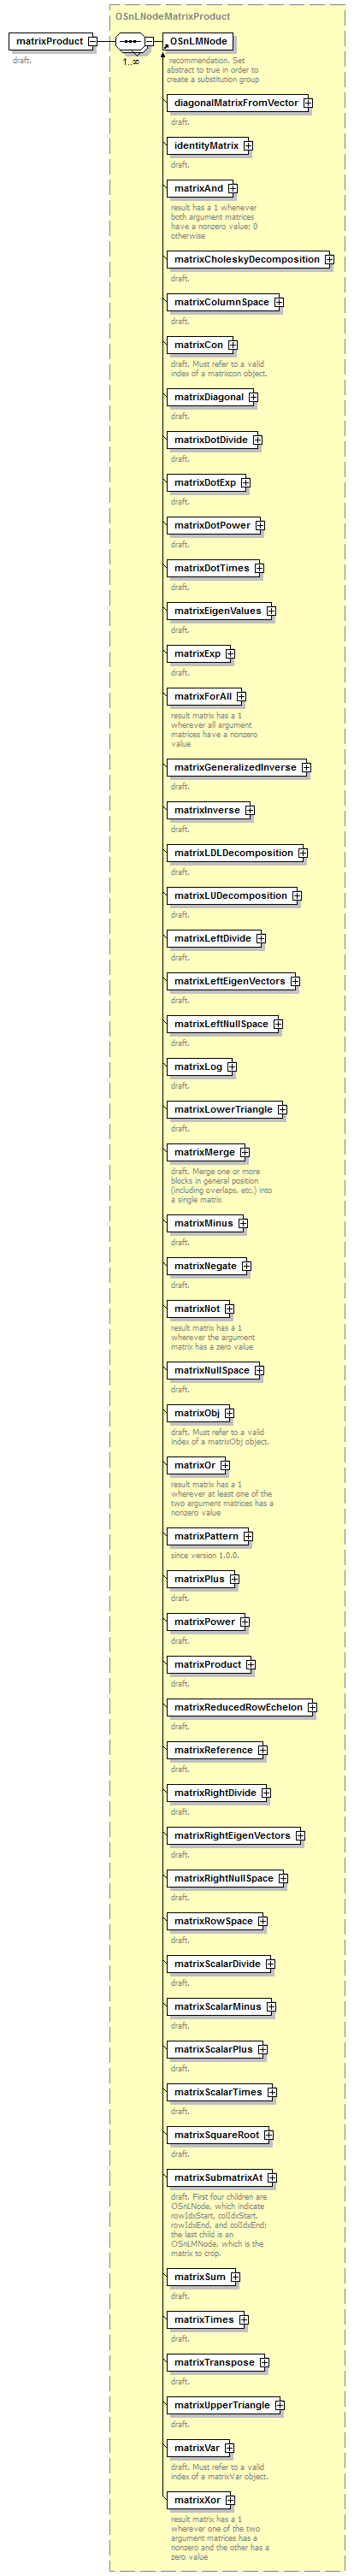 OSnLNodeMatrixProduct
matrixProduct
OSnLMNode
1..∞
draft.
recommendation. Set
abstract to true in order to
create a substitution group
diagonalMatrixFromVector
draft.
identityMatrix
draft.
matrixAnd
result has a 1 whenever
both argument matrices
have a nonzero value; 0
otherwise
matrixCholeskyDecomposition
draft.
matrixColumnSpace
draft.
matrixCon
draft. Must refer to a valid
index of a matrixcon object.
matrixDiagonal
draft.
matrixDotDivide
draft.
matrixDotExp
draft.
matrixDotPower
draft.
matrixDotTimes
draft.
matrixEigenValues
draft.
matrixExp
draft.
matrixForAll
result matrix has a 1
wherever all argument
matrices have a nonzero
value
matrixGeneralizedInverse
draft.
matrixInverse
draft.
matrixLDLDecomposition
draft.
matrixLUDecomposition
draft.
matrixLeftDivide
draft.
matrixLeftEigenVectors
draft.
matrixLeftNullSpace
draft.
matrixLog
draft.
matrixLowerTriangle
draft.
matrixMerge
draft. Merge one or more
blocks in general position
(including overlaps, etc.) into
a single matrix
matrixMinus
draft.
matrixNegate
draft.
matrixNot
result matrix has a 1
wherever the argument
matrix has a zero value
matrixNullSpace
draft.
matrixObj
draft. Must refer to a valid
index of a matrixObj object.
matrixOr
result matrix has a 1
wherever at least one of the
two argument matrices has a
nonzero value
matrixPattern
since version 1.0.0.
matrixPlus
draft.
matrixPower
draft.
matrixProduct
draft.
matrixReducedRowEchelon
draft.
matrixReference
draft.
matrixRightDivide
draft.
matrixRightEigenVectors
draft.
matrixRightNullSpace
draft.
matrixRowSpace
draft.
matrixScalarDivide
draft.
matrixScalarMinus
draft.
matrixScalarPlus
draft.
matrixScalarTimes
draft.
matrixSquareRoot
draft.
matrixSubmatrixAt
draft. First four children are
OSnLNode, which indicate
rowIdxStart, colIdxStart,
rowIdxEnd, and colIdxEnd;
the last child is an
OSnLMNode, which is the
matrix to crop.
matrixSum
draft.
matrixTimes
draft.
matrixTranspose
draft.
matrixUpperTriangle
draft.
matrixVar
draft. Must refer to a valid
index of a matrixVar object.
matrixXor
result matrix has a 1
wherever one of the two
argument matrices has a
nonzero and the other has a
zero value